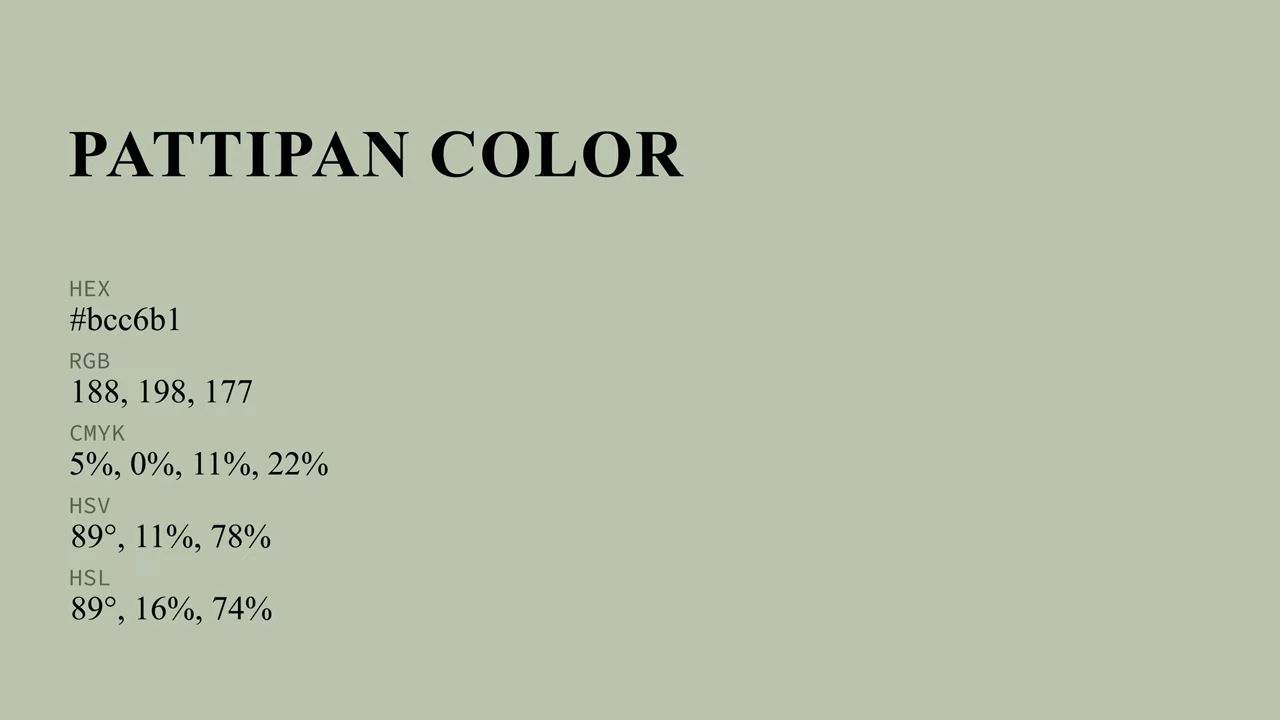 PATTIPAN COLOR
HEX
#bcc6b1
RGB
188, 198, 177
CMYK
5%, 0%, 11%, 22%
HSV
89°, 11%, 78%
HSL
89°, 16%, 74%